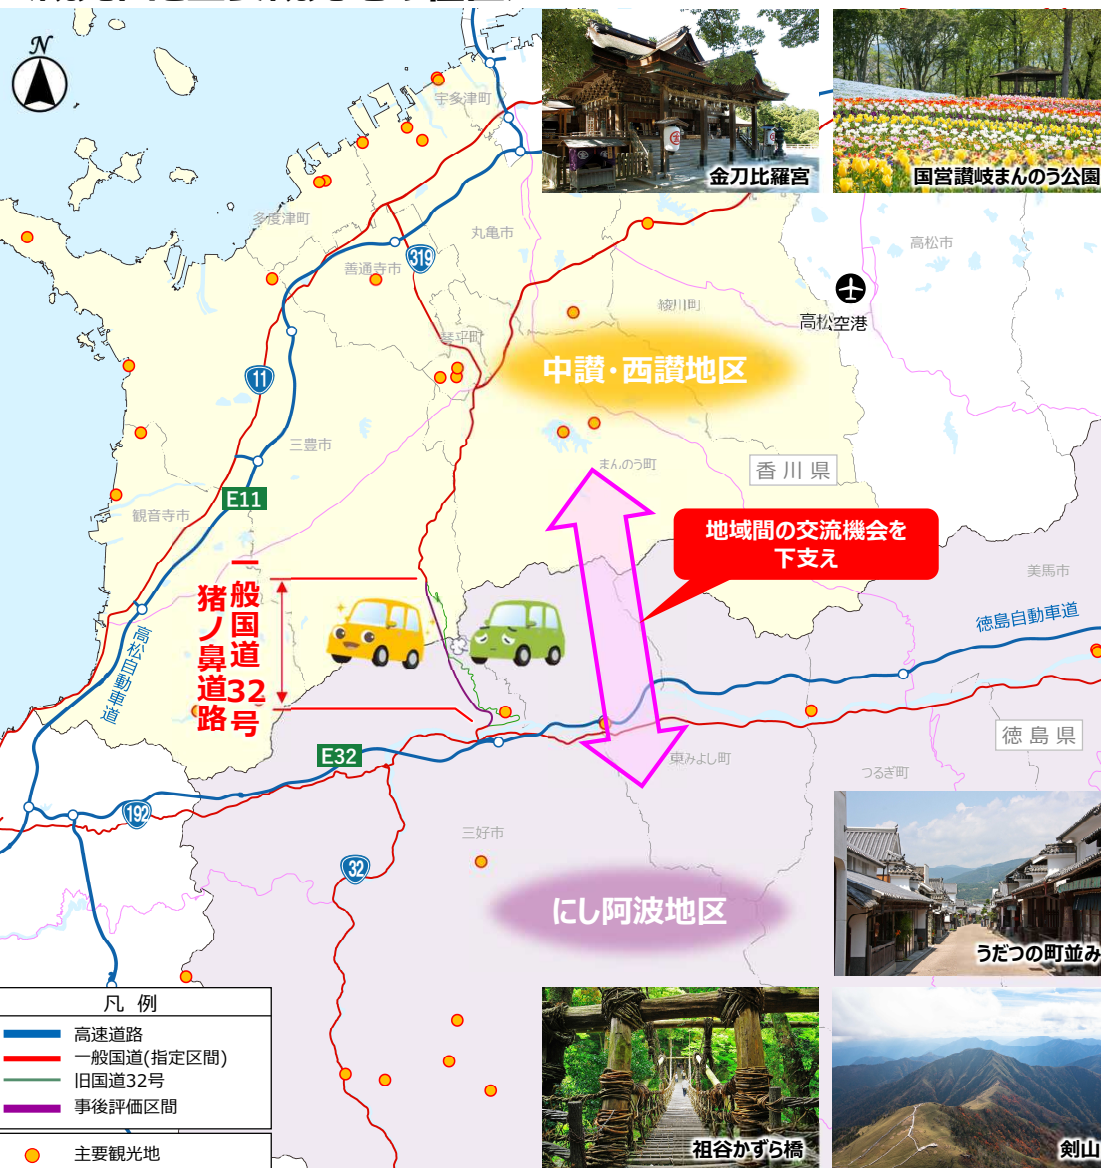 N
宇多津町
金刀比羅宮
国営讃岐まんのう公園
多度津町
丸亀市
高松市
319
善通寺市
綾川町
高松空港
琴平町
中讃・西讃地区
11
三豊市
まんのう町
香川県
E11
観音寺市
地域間の交流機会を
下支え
一般国道32号
猪ノ鼻道路
美馬市
徳島自動車道
高松自動車道
徳島県
E32
東みよし町
つるぎ町
192
三好市
32
にし阿波地区
うだつの町並み
凡 例
高速道路
一般国道(指定区間)
旧国道32号
事後評価区間
主要観光地
祖谷かずら橋
剣山